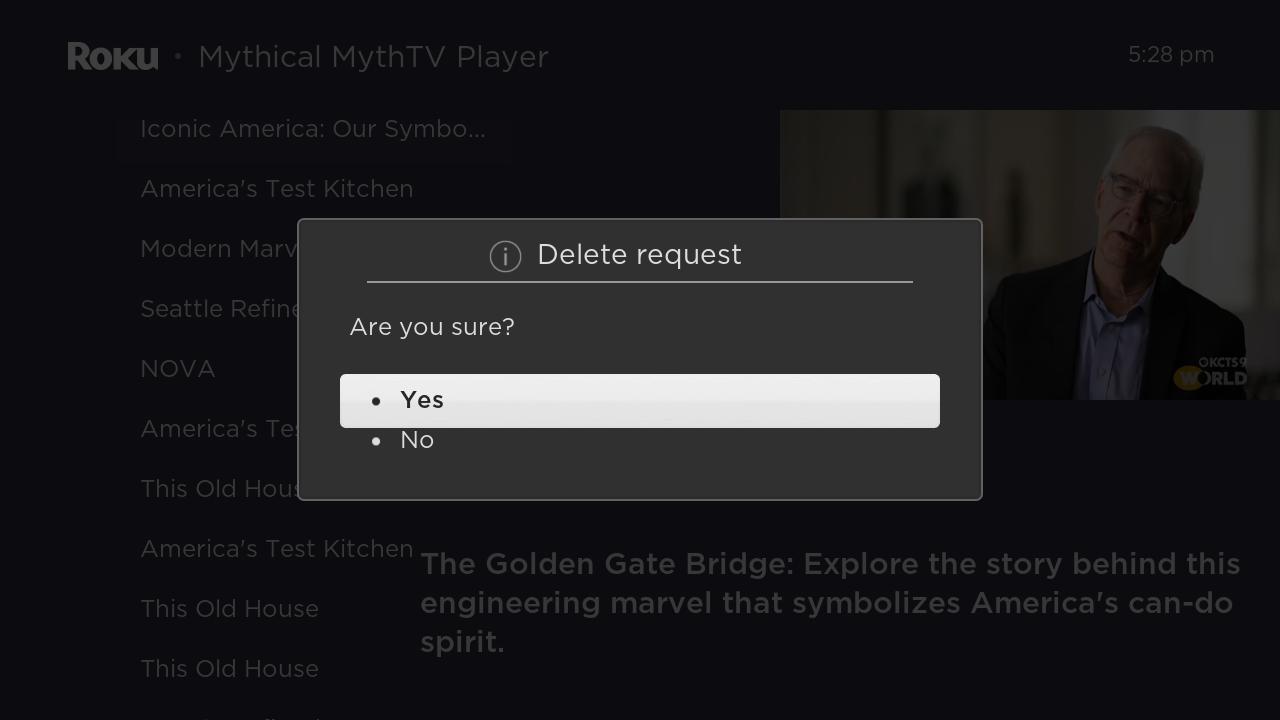 Roku • Mythical MythTV Player
5:28 pm
Iconic America: Our Symbo...
America's Test Kitchen
Modern Marv
Seattle Refine
NOVA
America's Tes
This Old Hous
America's Test Kitchen
This Old House
This Old House
Delete request
Are you sure?
• Yes
• No
KCTS9
WORLD
The Golden Gate Bridge: Explore the story behind this
engineering marvel that symbolizes America's can-do
spirit.